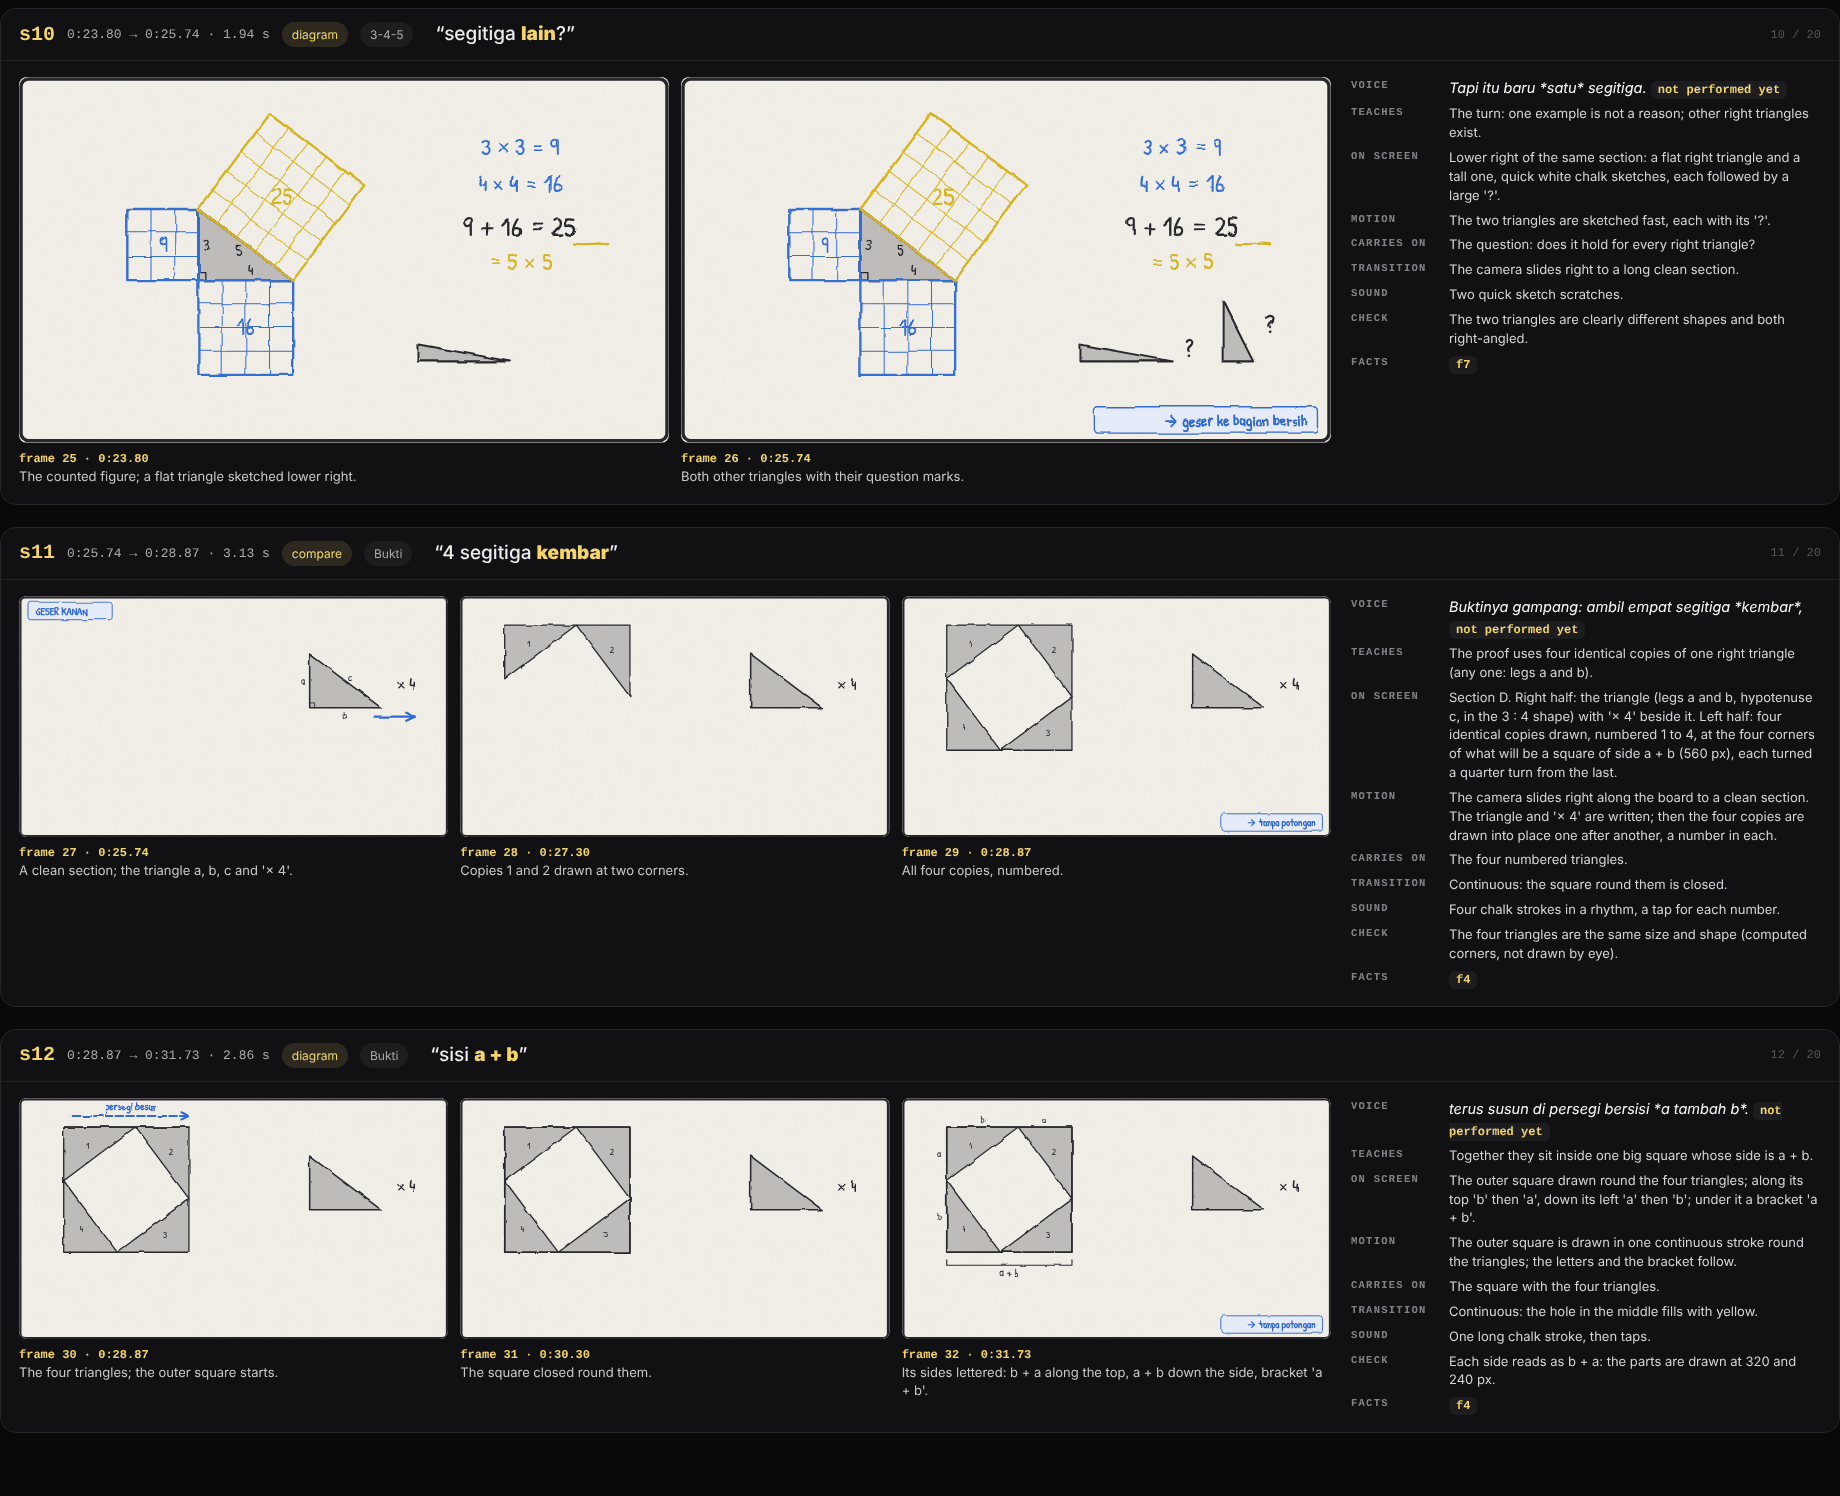 s10 0:23.80 → 0:25.74 · 1.94 s diagram 3-4-5 “segitiga lain?” 10 / 20
3 × 3 = 9
4 × 4 = 16
9 + 16 = 25
= 5 × 5
25
9
3
5
4
16
frame 25 · 0:23.80
The counted figure; a flat triangle sketched lower right.
3 × 3 = 9
4 × 4 = 16
9 + 16 = 25
= 5 × 5
25
9
3
5
4
16
?
?
→ geser ke bagian bersih
frame 26 · 0:25.74
Both other triangles with their question marks.
VOICE Tapi itu baru *satu* segitiga. not performed yet
TEACHES The turn: one example is not a reason; other right triangles
exist.
ON SCREEN Lower right of the same section: a flat right triangle and a
tall one, quick white chalk sketches, each followed by a
large '?'.
MOTION The two triangles are sketched fast, each with its '?'.
CARRIES ON The question: does it hold for every right triangle?
TRANSITION The camera slides right to a long clean section.
SOUND Two quick sketch scratches.
CHECK The two triangles are clearly different shapes and both
right-angled.
FACTS f7
s11 0:25.74 → 0:28.87 · 3.13 s compare Bukti “4 segitiga kembar” 11 / 20
GESER KANAN
a
c
b
× 4
frame 27 · 0:25.74
A clean section; the triangle a, b, c and '× 4'.
1
2
× 4
frame 28 · 0:27.30
Copies 1 and 2 drawn at two corners.
1
2
4
3
× 4
→ tanpa potongan
frame 29 · 0:28.87
All four copies, numbered.
VOICE Buktinya gampang: ambil empat segitiga *kembar*,
not performed yet
TEACHES The proof uses four identical copies of one right triangle
(any one: legs a and b).
ON SCREEN Section D. Right half: the triangle (legs a and b, hypotenuse
c, in the 3 : 4 shape) with '× 4' beside it. Left half: four
identical copies drawn, numbered 1 to 4, at the four corners
of what will be a square of side a + b (560 px), each turned
a quarter turn from the last.
MOTION The camera slides right along the board to a clean section.
The triangle and '× 4' are written; then the four copies are
drawn into place one after another, a number in each.
CARRIES ON The four numbered triangles.
TRANSITION Continuous: the square round them is closed.
SOUND Four chalk strokes in a rhythm, a tap for each number.
CHECK The four triangles are the same size and shape (computed
corners, not drawn by eye).
FACTS f4
s12 0:28.87 → 0:31.73 · 2.86 s diagram Bukti “sisi a + b” 12 / 20
persegi besar
1
2
4
3
× 4
frame 30 · 0:28.87
The four triangles; the outer square starts.
1
2
4
3
× 4
frame 31 · 0:30.30
The square closed round them.
b
a
a
1
2
b
4
3
a + b
× 4
→ tanpa potongan
frame 32 · 0:31.73
Its sides lettered: b + a along the top, a + b down the side, bracket 'a
+ b'.
VOICE terus susun di persegi bersisi *a tambah b*. not
performed yet
TEACHES Together they sit inside one big square whose side is a + b.
ON SCREEN The outer square drawn round the four triangles; along its
top 'b' then 'a', down its left 'a' then 'b'; under it a bracket 'a
+ b'.
MOTION The outer square is drawn in one continuous stroke round
the triangles; the letters and the bracket follow.
CARRIES ON The square with the four triangles.
TRANSITION Continuous: the hole in the middle fills with yellow.
SOUND One long chalk stroke, then taps.
CHECK Each side reads as b + a: the parts are drawn at 320 and
240 px.
FACTS f4